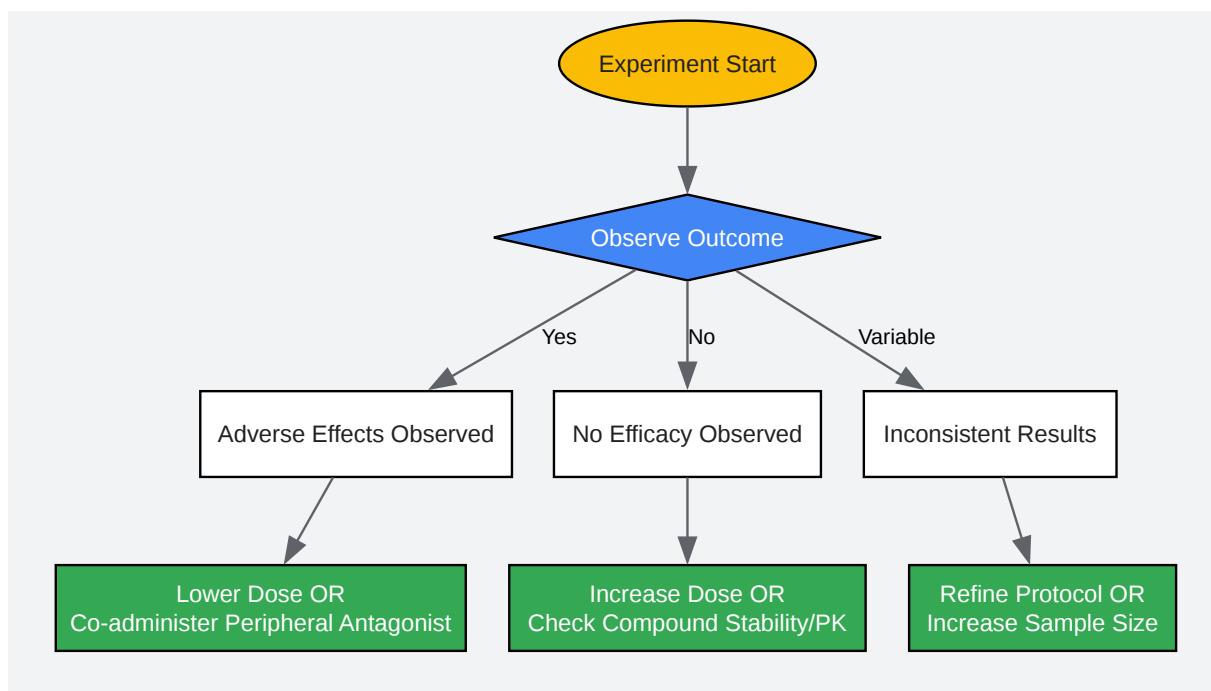 Experiment Start
Observe Outcome
Yes
No
Variable
Adverse Effects Observed
No Efficacy Observed
Inconsistent Results
Lower Dose OR
Co-administer Peripheral Antagonist
Increase Dose OR
Check Compound Stability/PK
Refine Protocol OR
Increase Sample Size